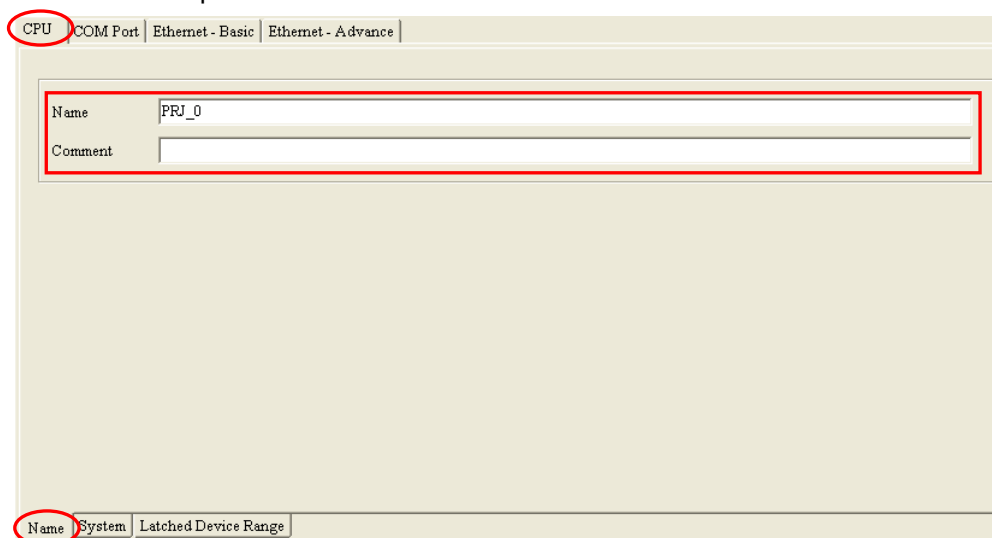 CPU COM Port Ethernet - Basic Ethernet - Advance
Name PRJ_0
Comment
Name System Latched Device Range